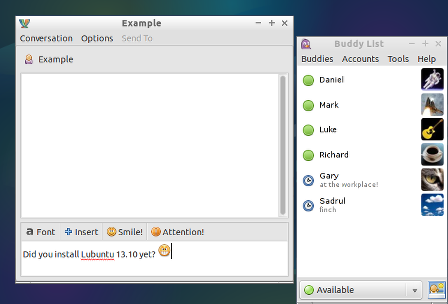 Example
Conversation Options Send To
Example
Font Insert Smile! Attention!
Did you install Lubuntu 13.10 yet?
Buddy List
Buddies Accounts Tools Help
Daniel
Mark
Luke
Richard
Gary
at the workplace!
Sadrul
finch
Available